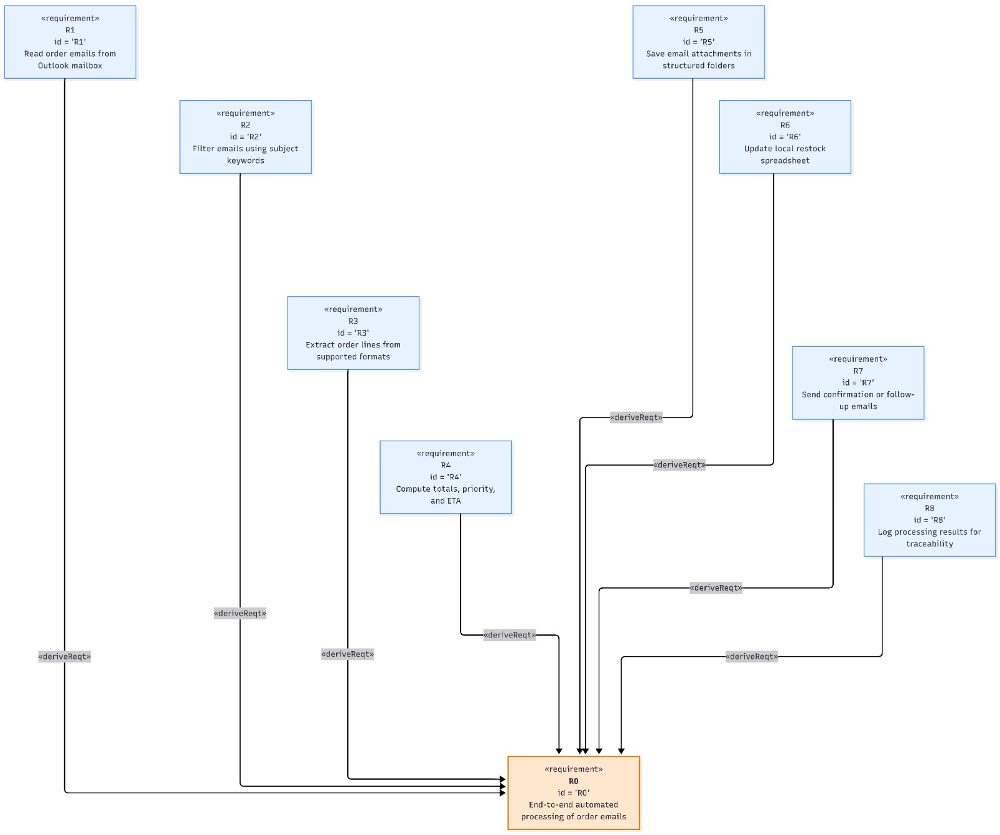 «requirement»
R1
id = 'R1'
Read order emails from
Outlook mailbox
«requirement»
R5
id = 'R5'
Save email attachments in
structured folders
«requirement»
R2
id = 'R2'
Filter emails using subject
keywords
«requirement»
R6
id = 'R6'
Update local restock
spreadsheet
«requirement»
R3
id = 'R3'
Extract order lines from
supported formats
«requirement»
R7
id = 'R7'
Send confirmation or follow-
up emails
«deriveReqt»
«requirement»
R4
id = 'R4'
Compute totals, priority,
and ETA
«deriveReqt»
«requirement»
R8
id = 'R8'
Log processing results for
traceability
«deriveReqt»
«deriveReqt»
«deriveReqt»
«deriveReqt»
«deriveReqt»
«deriveReqt»
«requirement»
R0
id = 'R0'
End-to-end automated
processing of order emails